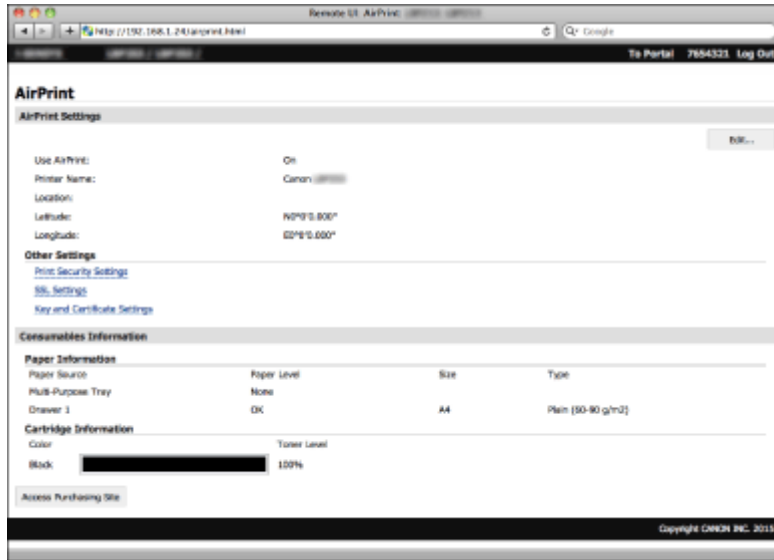 Remote UI: AirPrint:
http://192.168.1.24/airprint.html Google
To Portal 7654321 Log Out
AirPrint
AirPrint Settings
Edit...
Use AirPrint: On
Printer Name: Canon
Location:
Latitude: N0°0'0.000"
Longitude: E0°0'0.000"
Other Settings
Print Security Settings
SSL Settings
Key and Certificate Settings
Consumables Information
Paper Information
Paper Source Paper Level Size Type
Multi-Purpose Tray None
Drawer 1 OK A4 Plain (60-90 g/m2)
Cartridge Information
Color Toner Level
Black 100%
Access Purchasing Site
Copyright CANON INC. 2015